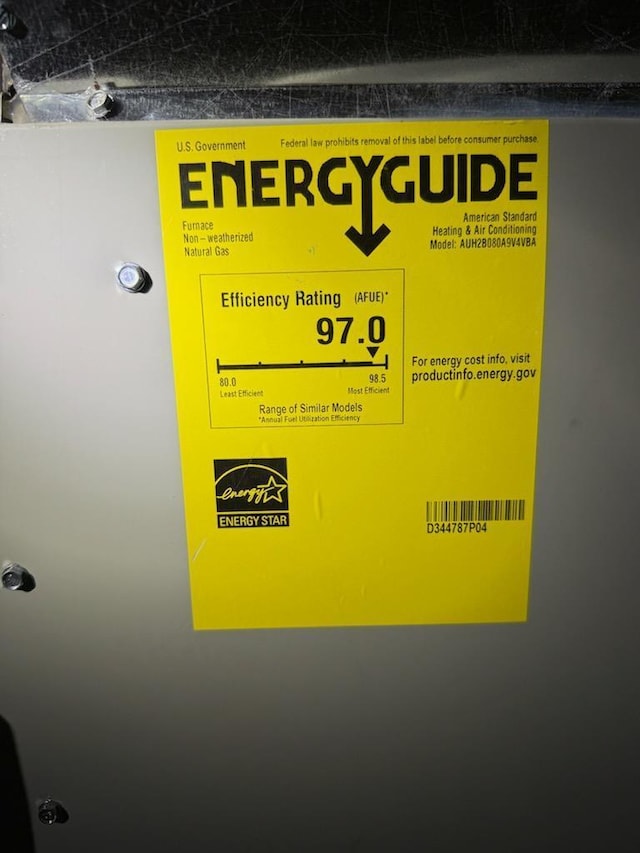 U.S. Government
Federal law prohibits removal of this label before consumer purchase.
ENERGYGUIDE
Furnace
Non-weatherized
Natural Gas
American Standard
Heating & Air Conditioning
Model: AUH2B080A9V4VBA
Efficiency Rating (AFUE)*
97.0
80.0
Least Efficient
98.5
Most Efficient
Range of Similar Models
*Annual Fuel Utilization Efficiency
For energy cost info, visit
productinfo.energy.gov
energy
ENERGY STAR
D344787P04